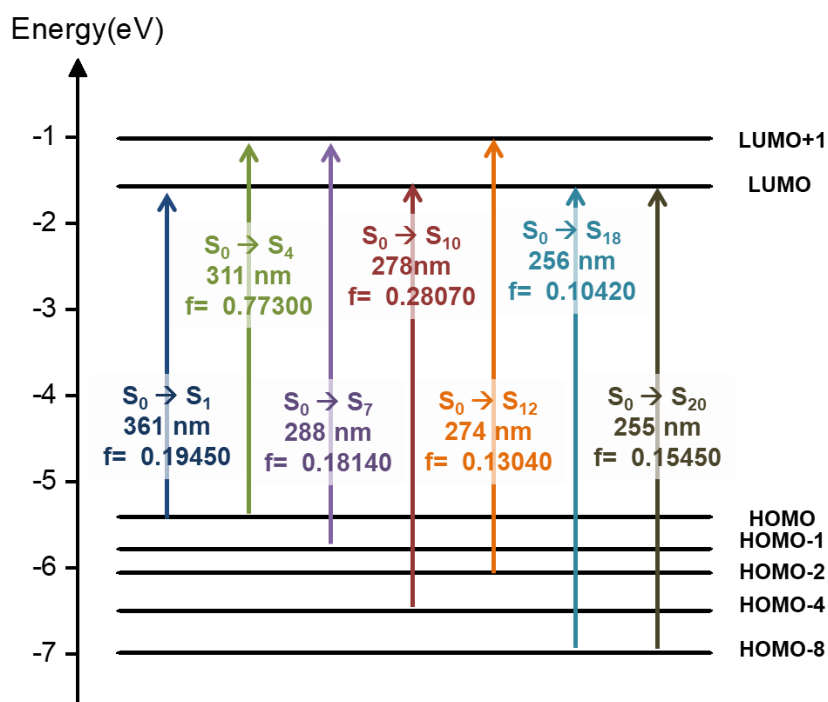 Energy(eV)
-1
-2
-3
-4
-5
-6
-7
LUMO+1
LUMO
HOMO
HOMO-1
HOMO-2
HOMO-4
HOMO-8
S₀ → S₁
361 nm
f= 0.19450
S₀ → S₄
311 nm
f= 0.77300
S₀ → S₇
288 nm
f= 0.18140
S₀ → S₁₀
278nm
f= 0.28070
S₀ → S₁₂
274 nm
f= 0.13040
S₀ → S₁₈
256 nm
f= 0.10420
S₀ → S₂₀
255 nm
f= 0.15450